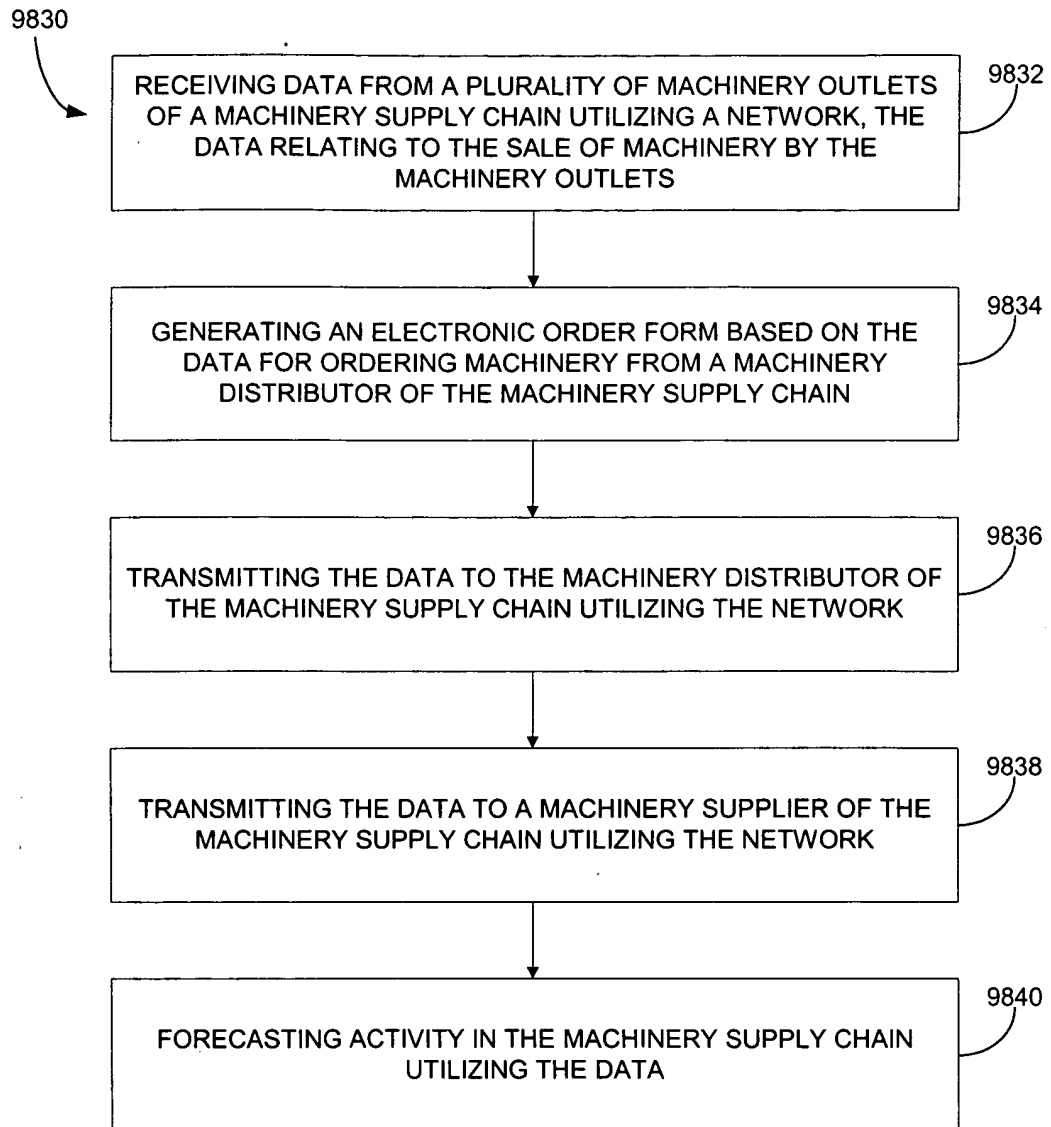 9830
RECEIVING DATA FROM A PLURALITY OF MACHINERY OUTLETS
OF A MACHINERY SUPPLY CHAIN UTILIZING A NETWORK, THE
DATA RELATING TO THE SALE OF MACHINERY BY THE
MACHINERY OUTLETS
9832
GENERATING AN ELECTRONIC ORDER FORM BASED ON THE
DATA FOR ORDERING MACHINERY FROM A MACHINERY
DISTRIBUTOR OF THE MACHINERY SUPPLY CHAIN
9834
TRANSMITTING THE DATA TO THE MACHINERY DISTRIBUTOR OF
THE MACHINERY SUPPLY CHAIN UTILIZING THE NETWORK
9836
TRANSMITTING THE DATA TO A MACHINERY SUPPLIER OF THE
MACHINERY SUPPLY CHAIN UTILIZING THE NETWORK
9838
FORECASTING ACTIVITY IN THE MACHINERY SUPPLY CHAIN
UTILIZING THE DATA
9840